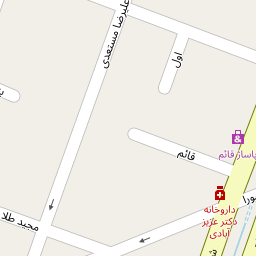 علیرضا مستعدی
اول
قائم
پاساژ قائم
داروخانه
دکتر عزیز
آبادی
مجید طلا